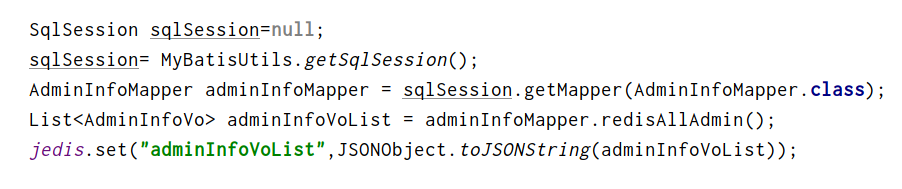 SqlSession sqlSession=null;
sqlSession= MyBatisUtils.getSqlSession();
AdminInfoMapper adminInfoMapper = sqlSession.getMapper(AdminInfoMapper.class);
List<AdminInfoVo> adminInfoVoList = adminInfoMapper.redisAllAdmin();
jedis.set("adminInfoVoList",JSONObject.toJSONString(adminInfoVoList));